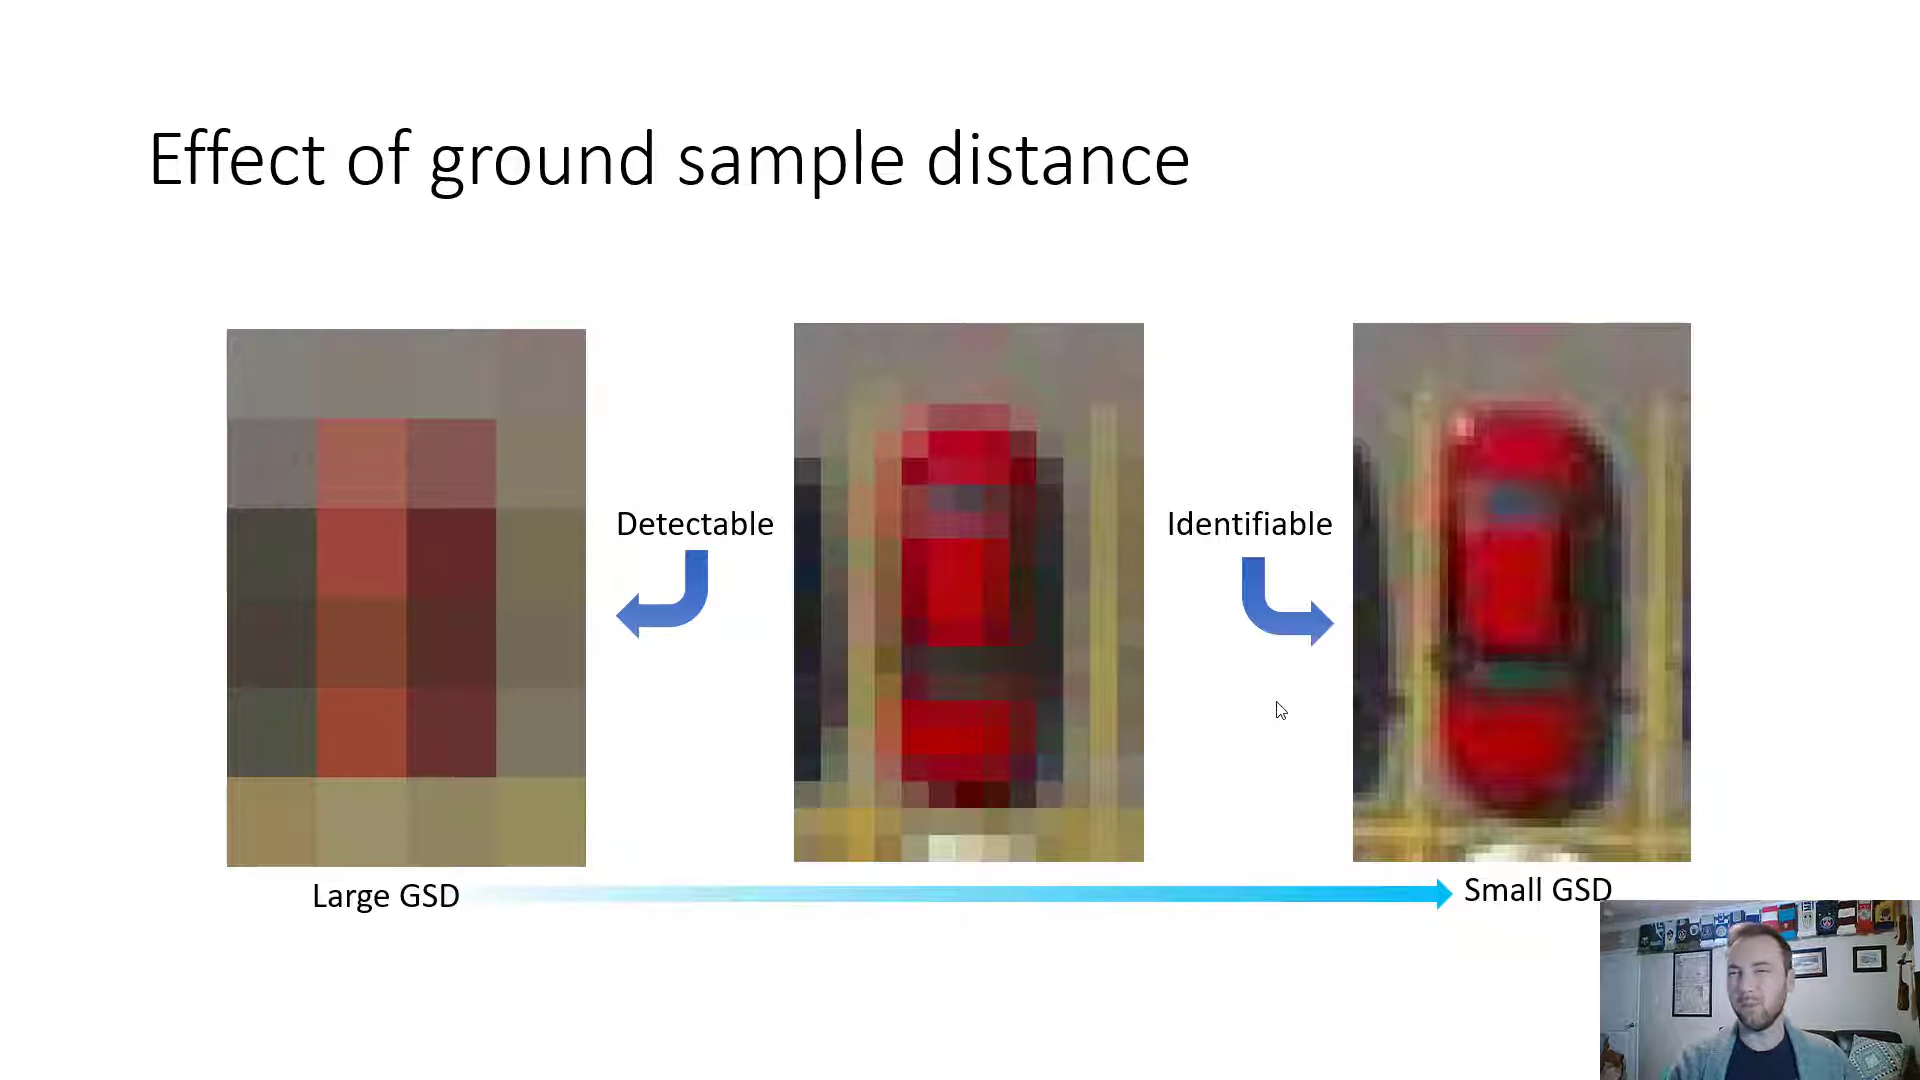 Effect of ground sample distance
Detectable
Identifiable
Large GSD
Small GSD